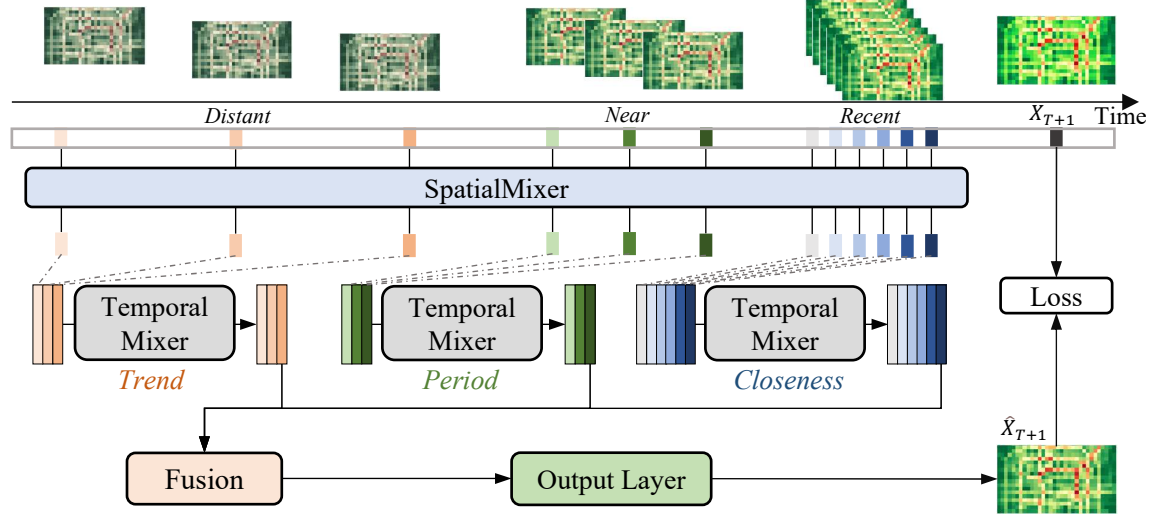 Distant
Near
Recent
X_{T+1}
Time
SpatialMixer
Temporal
Mixer
Temporal
Mixer
Temporal
Mixer
Loss
Trend
Period
Closeness
X̂_{T+1}
Fusion
Output Layer